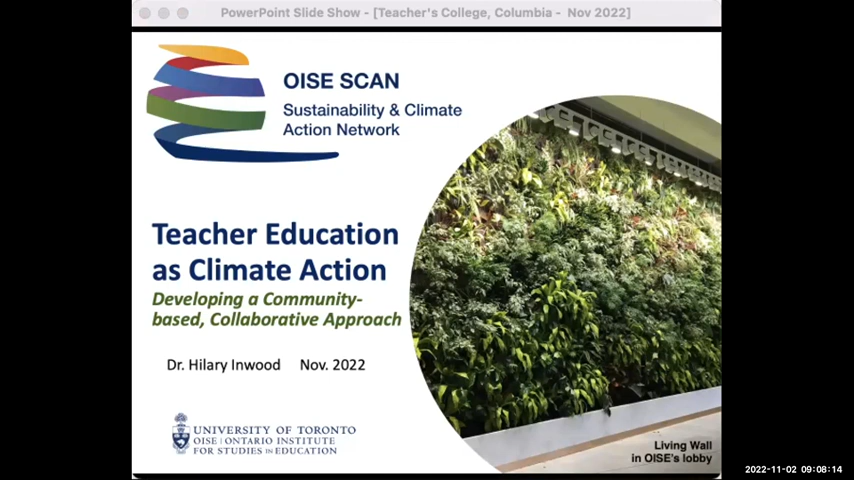 PowerPoint Slide Show - [Teacher's College, Columbia - Nov 2022]
OISE SCAN
Sustainability & Climate
Action Network
Teacher Education
as Climate Action
Developing a Community-
based, Collaborative Approach
Dr. Hilary Inwood Nov. 2022
UNIVERSITY OF TORONTO
OISE | ONTARIO INSTITUTE
FOR STUDIES IN EDUCATION
Living Wall
in OISE's lobby
2022-11-02 09:08:14